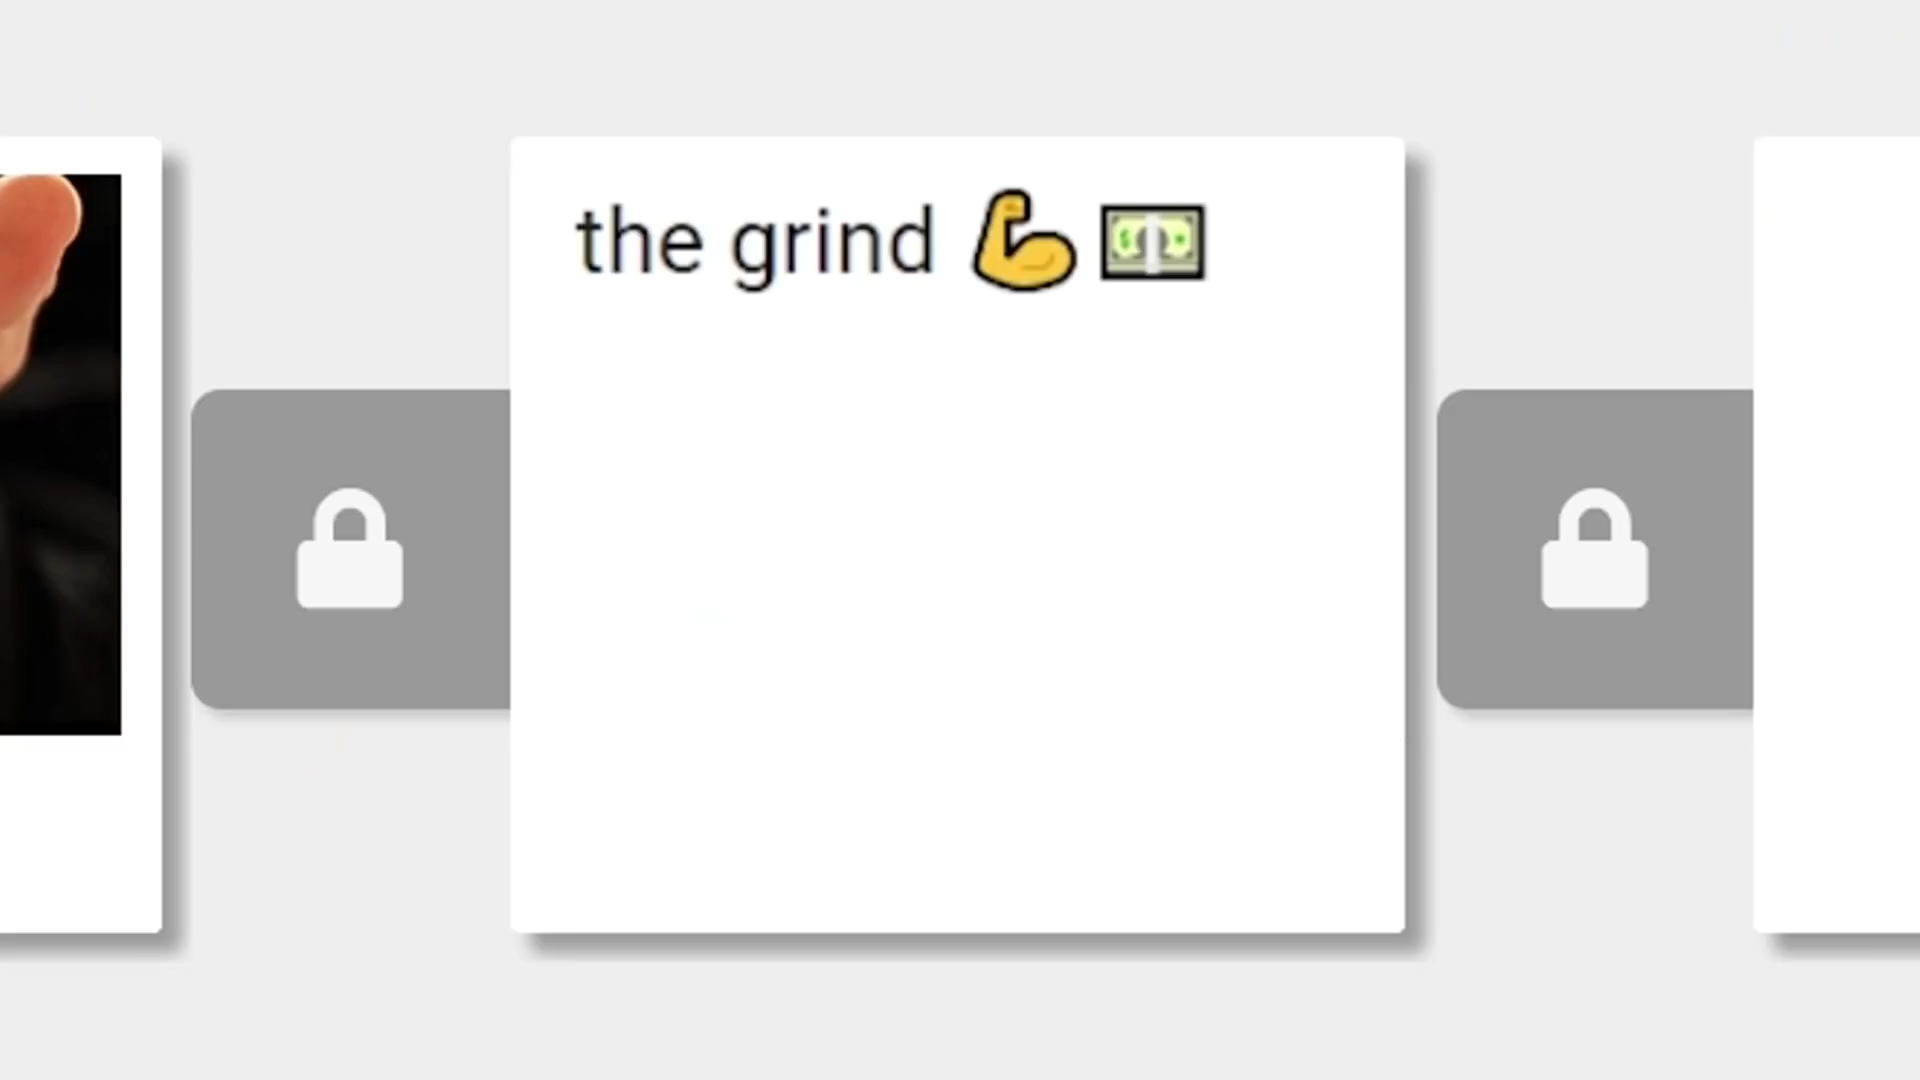 the grind 💪 💵